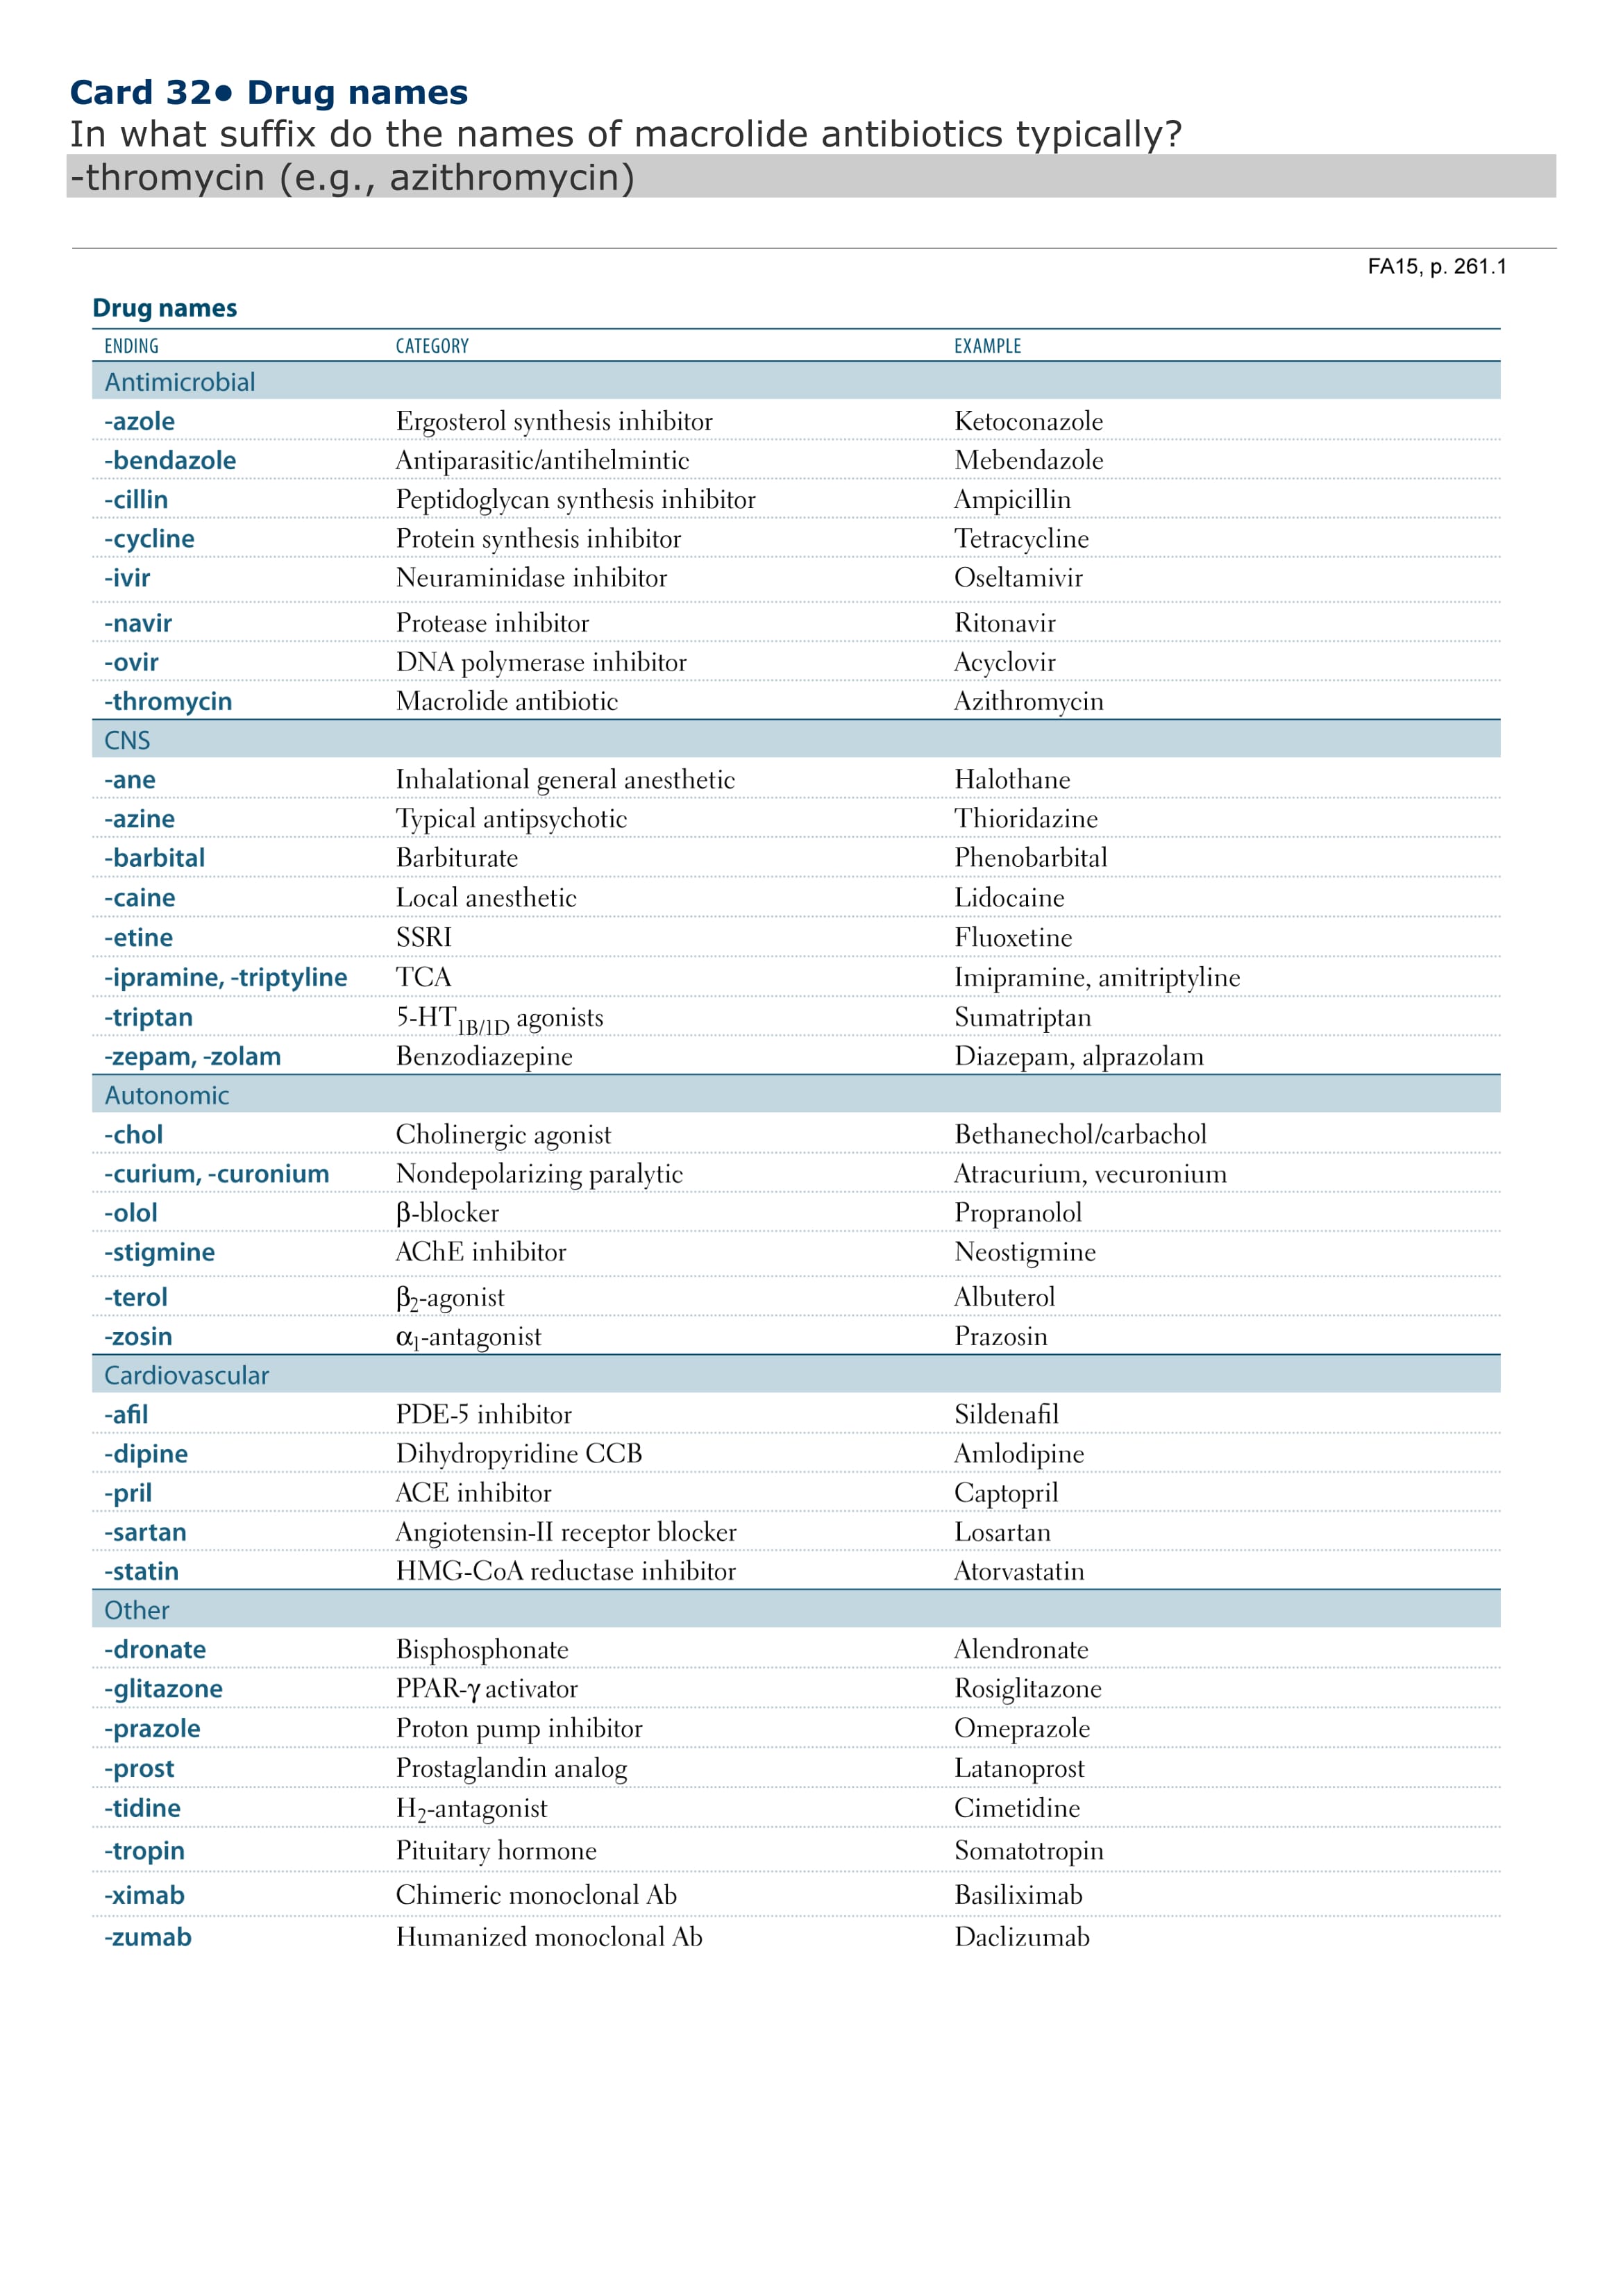 Card 32● Drug names
In what suffix do the names of macrolide antibiotics typically?
-thromycin (e.g., azithromycin)
FA15, p. 261.1
Drug names
ENDING CATEGORY EXAMPLE
Antimicrobial
-azole Ergosterol synthesis inhibitor Ketoconazole
-bendazole Antiparasitic/antihelmintic Mebendazole
-cillin Peptidoglycan synthesis inhibitor Ampicillin
-cycline Protein synthesis inhibitor Tetracycline
-ivir Neuraminidase inhibitor Oseltamivir
-navir Protease inhibitor Ritonavir
-ovir DNA polymerase inhibitor Acyclovir
-thromycin Macrolide antibiotic Azithromycin
CNS
-ane Inhalational general anesthetic Halothane
-azine Typical antipsychotic Thioridazine
-barbital Barbiturate Phenobarbital
-caine Local anesthetic Lidocaine
-etine SSRI Fluoxetine
-ipramine, -triptyline TCA Imipramine, amitriptyline
-triptan 5-HT1B/1D agonists Sumatriptan
-zepam, -zolam Benzodiazepine Diazepam, alprazolam
Autonomic
-chol Cholinergic agonist Bethanechol/carbachol
-curium, -curonium Nondepolarizing paralytic Atracurium, vecuronium
-olol β-blocker Propranolol
-stigmine AChE inhibitor Neostigmine
-terol β2-agonist Albuterol
-zosin α1-antagonist Prazosin
Cardiovascular
-afil PDE-5 inhibitor Sildenafil
-dipine Dihydropyridine CCB Amlodipine
-pril ACE inhibitor Captopril
-sartan Angiotensin-II receptor blocker Losartan
-statin HMG-CoA reductase inhibitor Atorvastatin
Other
-dronate Bisphosphonate Alendronate
-glitazone PPAR-γ activator Rosiglitazone
-prazole Proton pump inhibitor Omeprazole
-prost Prostaglandin analog Latanoprost
-tidine H2-antagonist Cimetidine
-tropin Pituitary hormone Somatotropin
-ximab Chimeric monoclonal Ab Basiliximab
-zumab Humanized monoclonal Ab Daclizumab